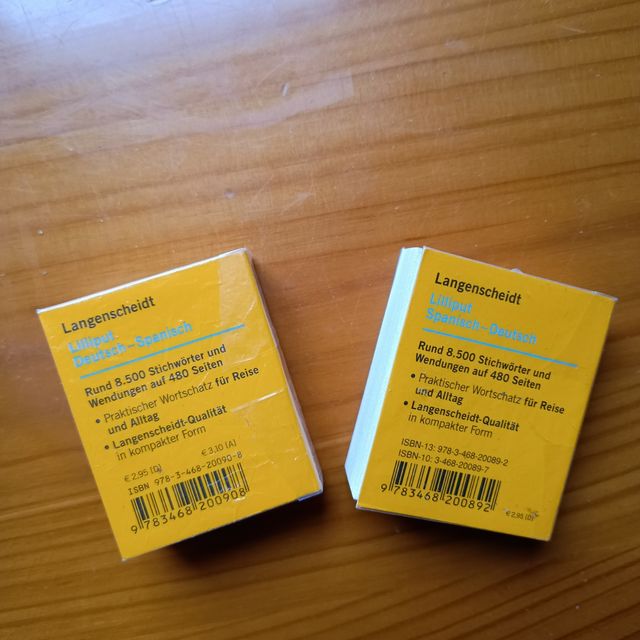 Langenscheidt
Lilliput
Deutsch–Spanisch
Rund 8.500 Stichwörter und
Wendungen auf 480 Seiten
• Praktischer Wortschatz für Reise
und Alltag
• Langenscheidt-Qualität
in kompakter Form
€ 2,95 (D) € 3,10 (A)
ISBN 978-3-468-20090-8
9 783468 200908
Langenscheidt
Lilliput
Spanisch–Deutsch
Rund 8.500 Stichwörter und
Wendungen auf 480 Seiten
• Praktischer Wortschatz für Reise
und Alltag
• Langenscheidt-Qualität
in kompakter Form
ISBN-13: 978-3-468-20089-2
ISBN-10: 3-468-20089-7
9 783468 200892
€ 2,95 (D)